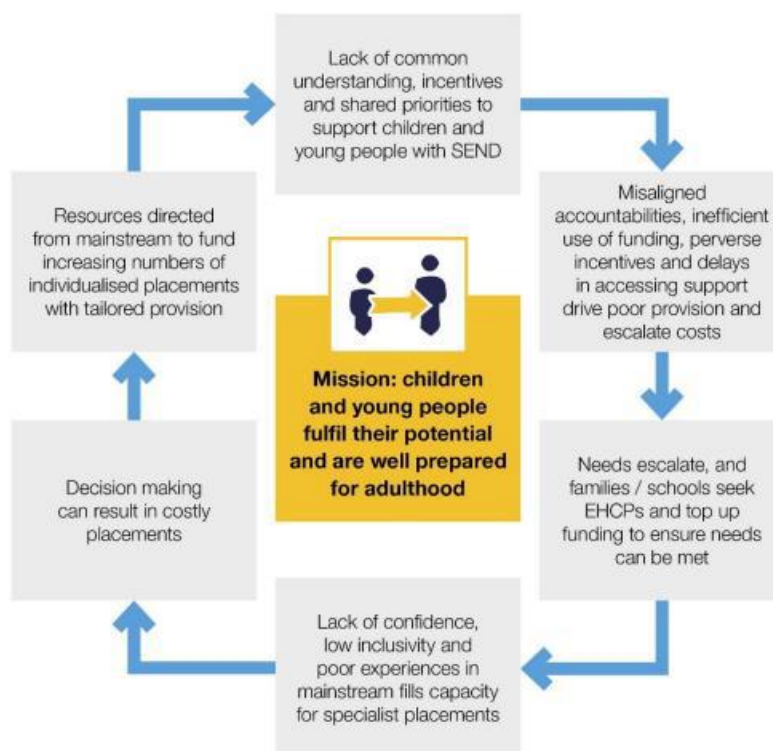 Lack of common
understanding, incentives
and shared priorities to
support children and
young people with SEND
Misaligned
accountabilities, inefficient
use of funding, perverse
incentives and delays
in accessing support
drive poor provision and
escalate costs
Needs escalate, and
families / schools seek
EHCPs and top up
funding to ensure needs
can be met
Lack of confidence,
low inclusivity and
poor experiences in
mainstream fills capacity
for specialist placements
Decision making
can result in costly
placements
Resources directed
from mainstream to fund
increasing numbers of
individualised placements
with tailored provision
Mission: children
and young people
fulfil their potential
and are well prepared
for adulthood